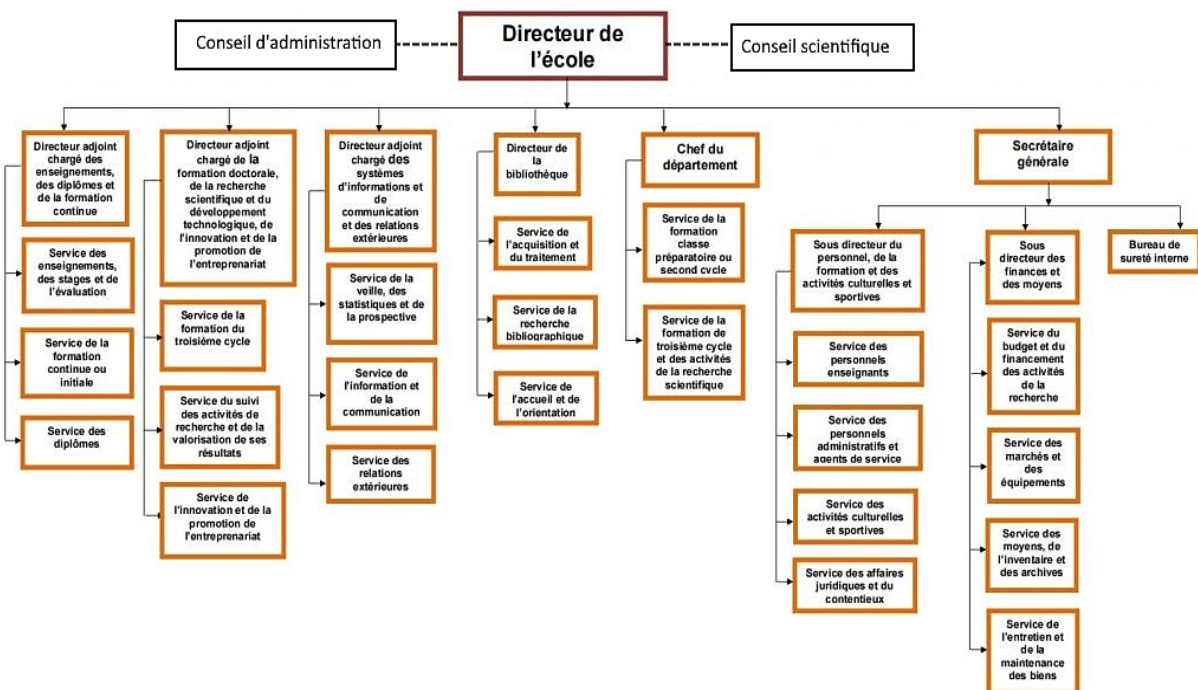 Conseil d'administration
Directeur de
l'école
Conseil scientifique
Directeur adjoint
chargé des
enseignements,
des diplômes et
de la formation
continue
Service des
enseignements,
des stages et de
l'évaluation
Service de la
formation
continue ou
initiale
Service des
diplômes
Directeur adjoint
chargé de la
formation doctorale,
de la recherche
scientifique et du
développement
technologique, de
l'innovation et de la
promotion de
l'entreprenariat
Service de la
formation du
troisième cycle
Service du suivi
des activités de
recherche et de la
valorisation de ses
résultats
Service de
l'innovation et de la
promotion de
l'entreprenariat
Directeur adjoint
chargé des
systèmes
d'informations et
de
communication
et des relations
extérieures
Service de la
veille, des
statistiques et de
la prospective
Service de
l'information et
de la
communication
Service des
relations
extérieures
Directeur de
la
bibliothèque
Service de
l'acquisition et
du traitement
Service de
la recherche
bibliographique
Service de
l'accueil et de
l'orientation
Chef du
département
Service de la
formation
classe
préparatoire ou
second cycle
Service de la
formation de
troisième cycle
et des activités
de la recherche
scientifique
Secrétaire
générale
Sous directeur du
personnel, de la
formation et des
activités culturelles et
sportives
Service des
personnels
enseignants
Service des
personnels
administratifs et
agents de service
Service des
activités culturelles
et sportives
Service des affaires
juridiques et du
contentieux
Sous
directeur des
finances et
des moyens
Service du
budget et du
financement
des activités
de la
recherche
Service des
marchés et
des
équipements
Service des
moyens, de
l'inventaire et
des archives
Service de
l'entretien et
de la
maintenance
des biens
Bureau de
sureté interne